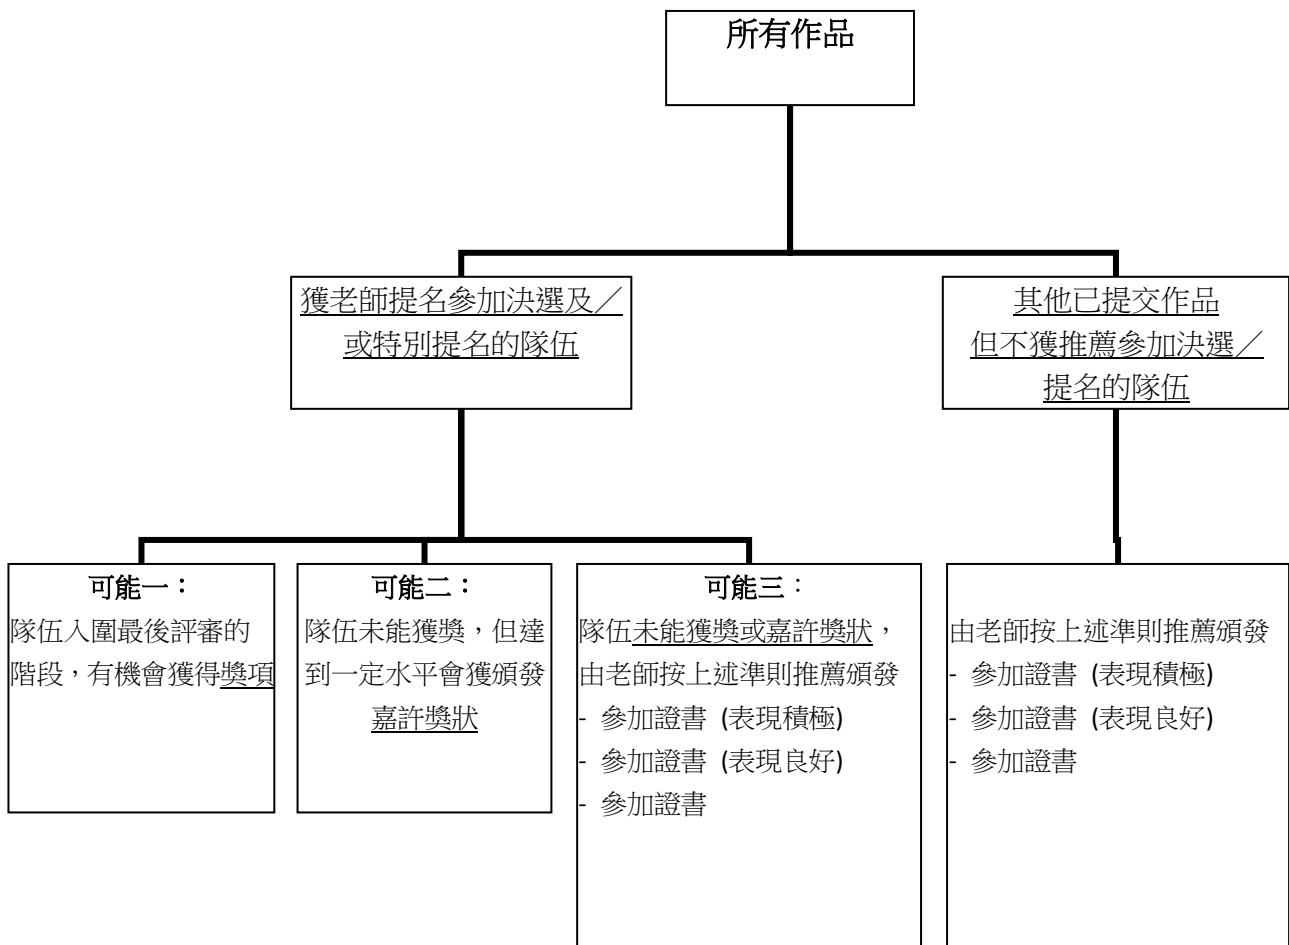 所有作品
獲老師提名參加決選及／
或特別提名的隊伍
其他已提交作品
但不獲推薦參加決選／
提名的隊伍
可能一：
隊伍入圍最後評審的
階段，有機會獲得獎項
可能二：
隊伍未能獲獎，但達
到一定水平會獲頒發
嘉許獎狀
可能三：
隊伍未能獲獎或嘉許獎狀，
由老師按上述準則推薦頒發
- 參加證書 (表現積極)
- 參加證書 (表現良好)
- 參加證書
由老師按上述準則推薦頒發
- 參加證書 (表現積極)
- 參加證書 (表現良好)
- 參加證書